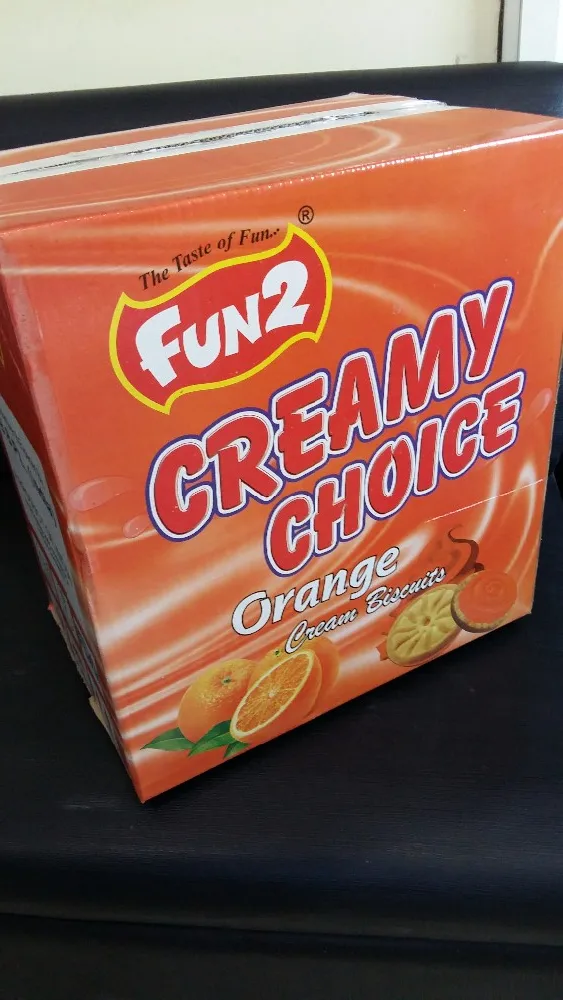 The Taste of Fun..
®
FUN2
CREAMY
CHOICE
Orange
Cream Biscuits